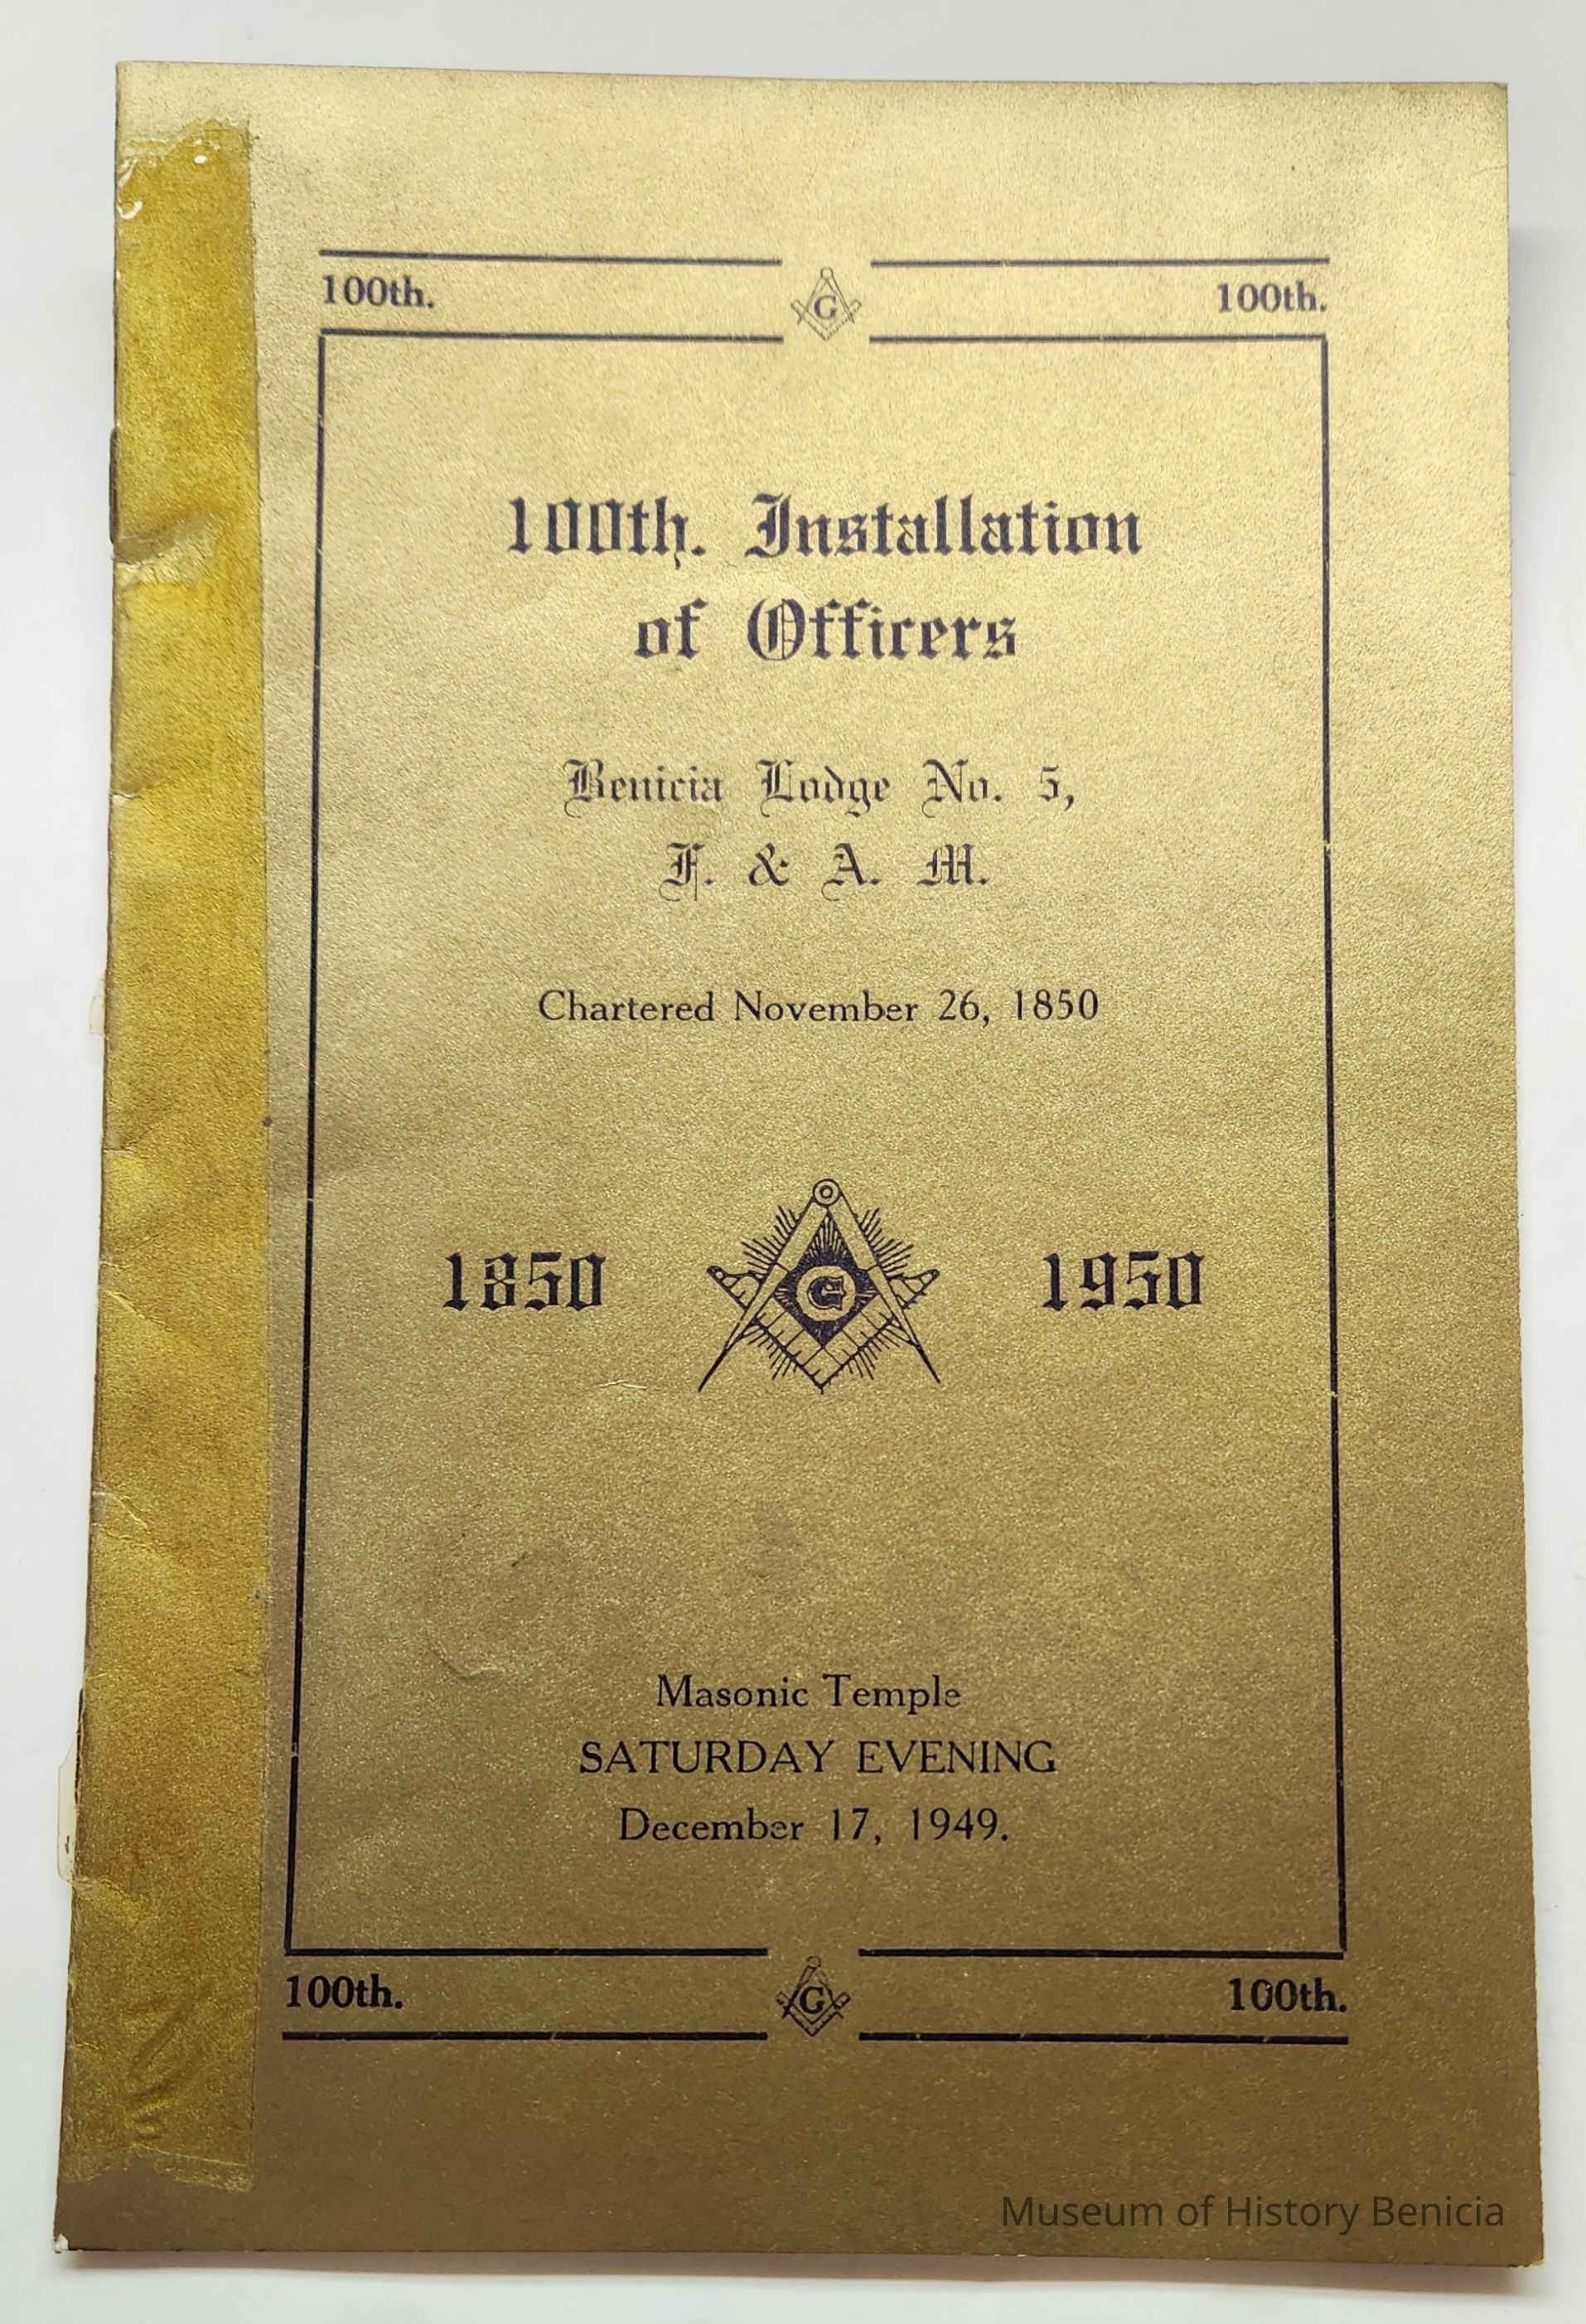 100th. G 100th.
100th. Installation
of Officers
Benicia Lodge No. 5,
F. & A. M.
Chartered November 26, 1850
1850 G 1950
Masonic Temple
SATURDAY EVENING
December 17, 1949.
100th. G 100th.
Museum of History Benicia